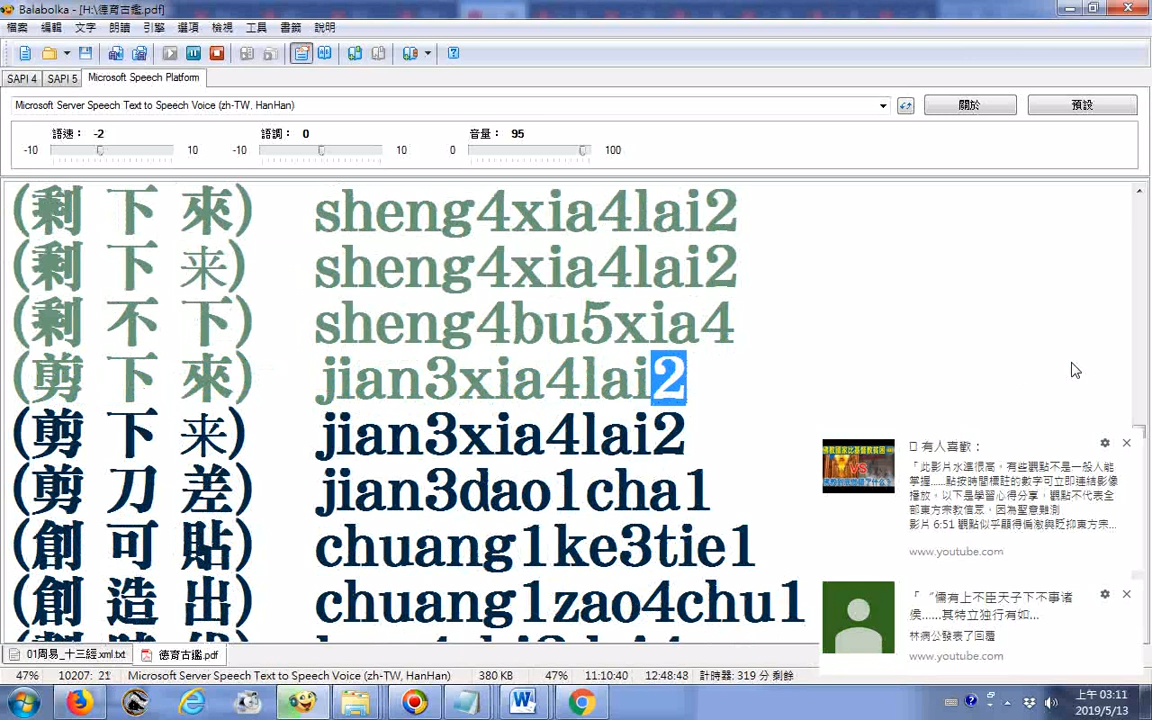 Balabolka - [H:\德育古鑑.pdf]
檔案 編輯 文字 朗讀 引擎 選項 檢視 工具 書籤 說明
SAPI 4 SAPI 5 Microsoft Speech Platform
Microsoft Server Speech Text to Speech Voice (zh-TW, HanHan) 關於 預設
語速： -2 語調： 0 音量： 95
-10 10 -10 10 0 100
(剩 下 來) sheng4xia4lai2
(剩 下 来) sheng4xia4lai2
(剩 不 下) sheng4bu5xia4
(剪 下 來) jian3xia4lai2
(剪 下 来) jian3xia4lai2
(剪 刀 差) jian3dao1cha1
(創 可 貼) chuang1ke3tie1
(創 造 出) chuang1zao4chu1
有人喜歡：
「此影片水準很高，有些觀點不是一般人能
掌握......點按時間標註的數字可立即連結影像
播放，以下是學習心得分享，觀點不代表全
部東方宗教信眾，因為聖意難測
影片 6:51 觀點似乎顯得偏激與貶抑東方宗...
www.youtube.com
「“儒有上不臣天子下不事诸
侯......其特立独行有如...
林病公發表了回覆
www.youtube.com
01周易_十三經.xml.txt 德育古鑑.pdf
47% 10207: 21 Microsoft Server Speech Text to Speech Voice (zh-TW, HanHan) 380 KB 47% 11:10:40 12:48:48 計時器: 319 分 剩餘
上午 03:11
2019/5/13